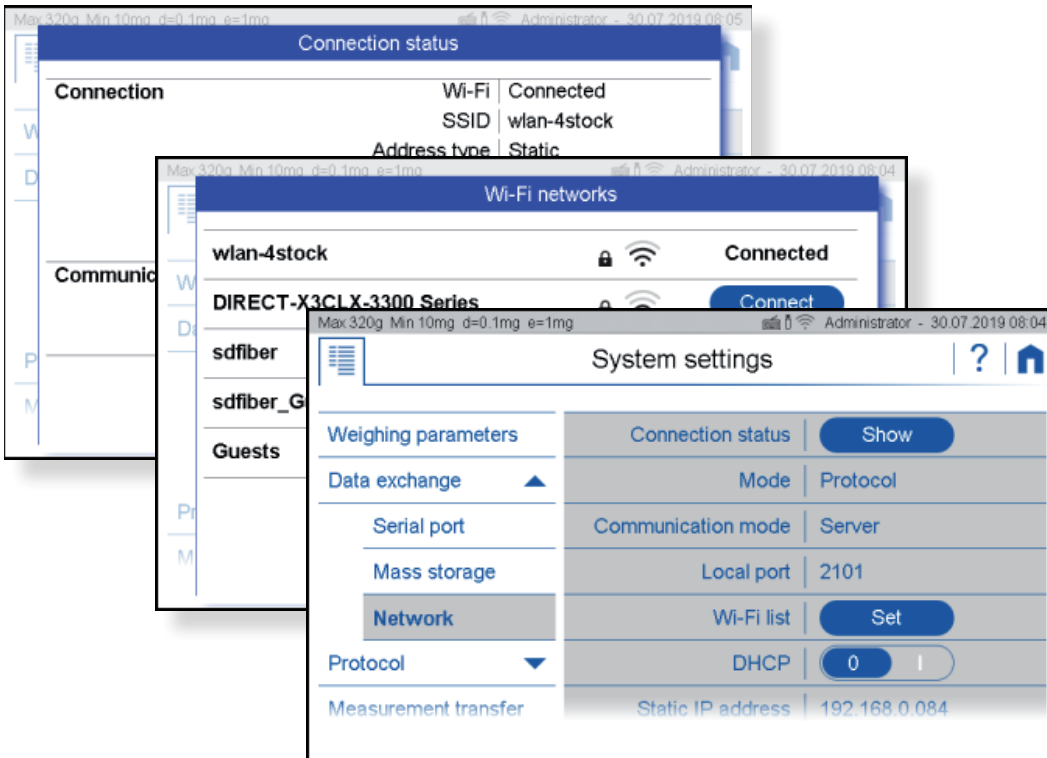 Max 320g Min 10mg d=0.1mg e=1mg Administrator - 30.07.2019 08:05
Connection status
Connection
Wi-Fi Connected
SSID wlan-4stock
Address type Static
W
D
Communic
P
M
Max 320g Min 10mg d=0.1mg e=1mg Administrator - 30.07.2019 08:04
Wi-Fi networks
wlan-4stock Connected
DIRECT-X3CLX-3300 Series Connect
sdfiber
sdfiber_G
Guests
W
Da
Pr
M
Max 320g Min 10mg d=0.1mg e=1mg Administrator - 30.07.2019 08:04
System settings ?
Weighing parameters
Data exchange
Serial port
Mass storage
Network
Protocol
Measurement transfer
Connection status Show
Mode Protocol
Communication mode Server
Local port 2101
Wi-Fi list Set
DHCP 0 I
Static IP address 192.168.0.084